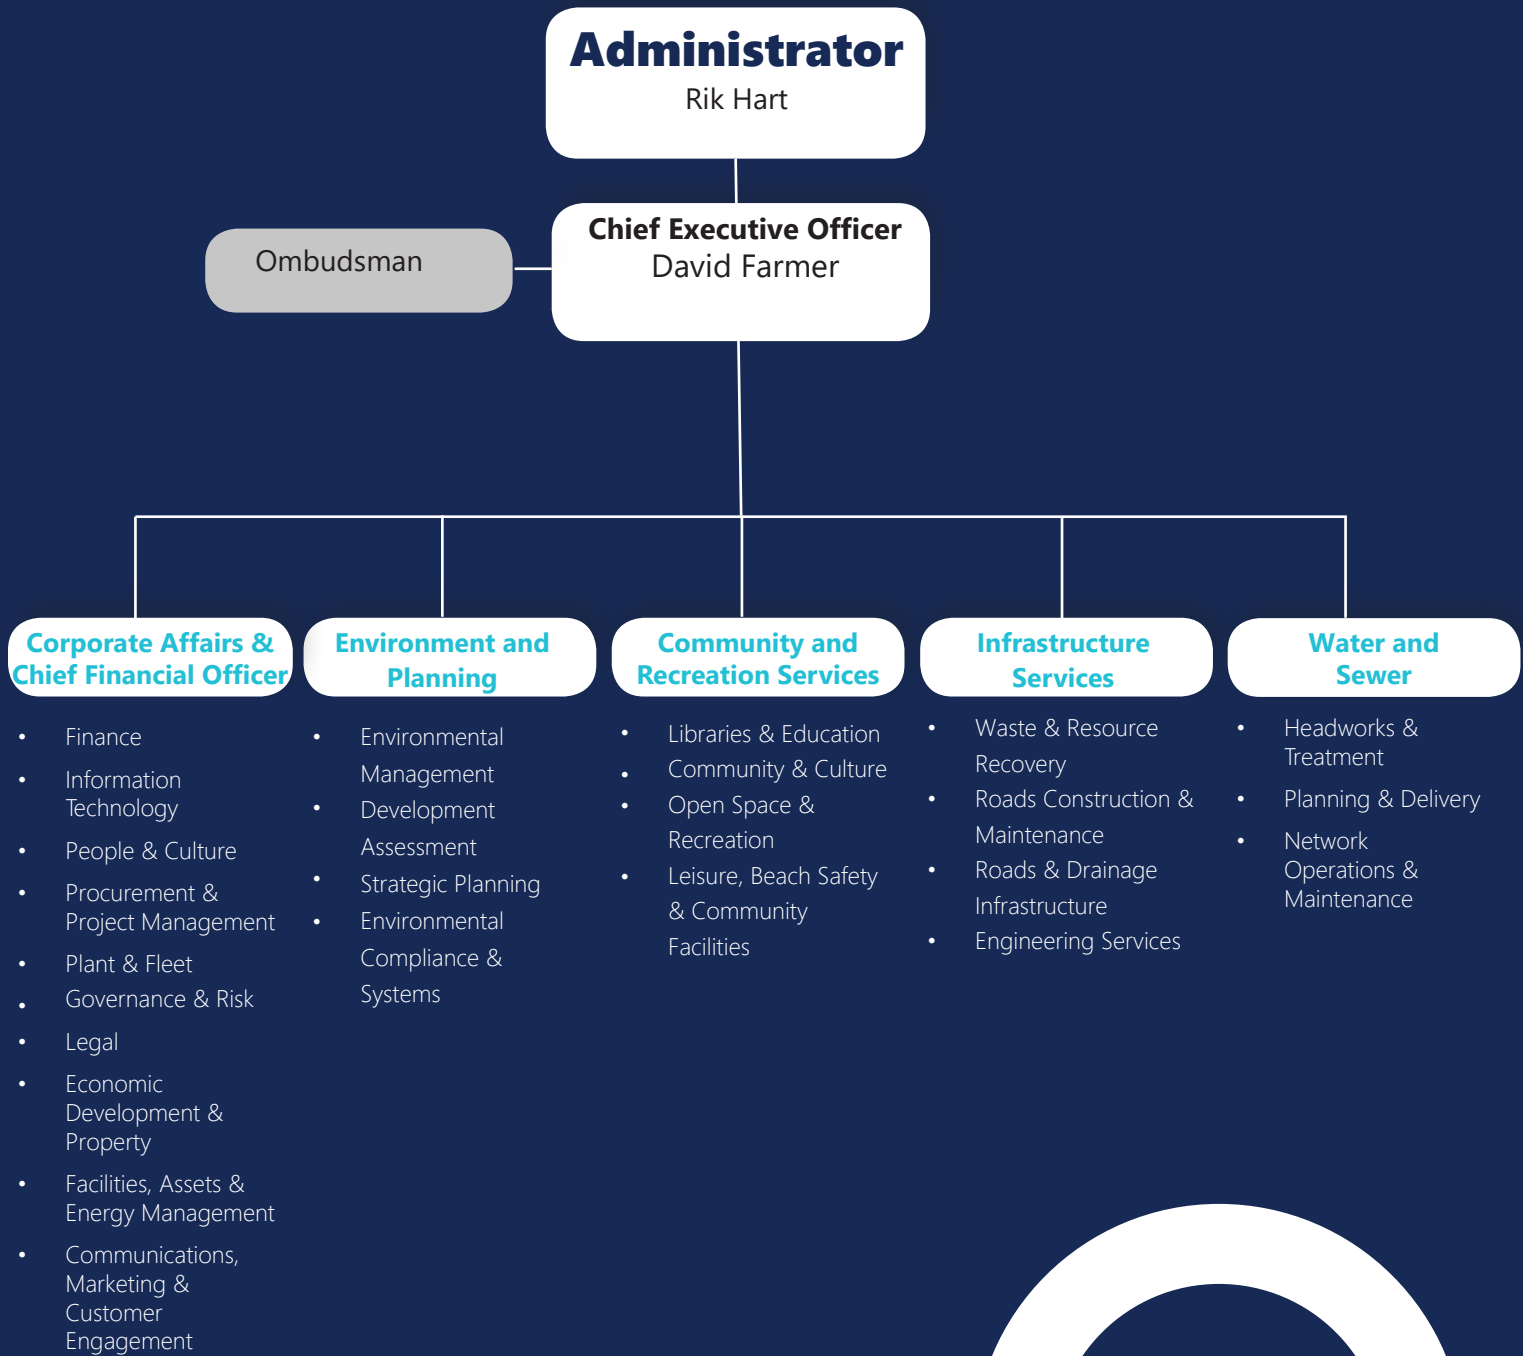 Administrator
Rik Hart
Chief Executive Officer
David Farmer
Ombudsman
Corporate Affairs &
Chief Financial Officer
• Finance
• Information
Technology
• People & Culture
• Procurement &
Project Management
• Plant & Fleet
• Governance & Risk
• Legal
• Economic
Development &
Property
• Facilities, Assets &
Energy Management
• Communications,
Marketing &
Customer
Engagement
Environment and
Planning
• Environmental
Management
• Development
Assessment
• Strategic Planning
• Environmental
Compliance &
Systems
Community and
Recreation Services
• Libraries & Education
• Community & Culture
• Open Space &
Recreation
• Leisure, Beach Safety
& Community
Facilities
Infrastructure
Services
• Waste & Resource
Recovery
• Roads Construction &
Maintenance
• Roads & Drainage
Infrastructure
• Engineering Services
Water and
Sewer
• Headworks &
Treatment
• Planning & Delivery
• Network
Operations &
Maintenance